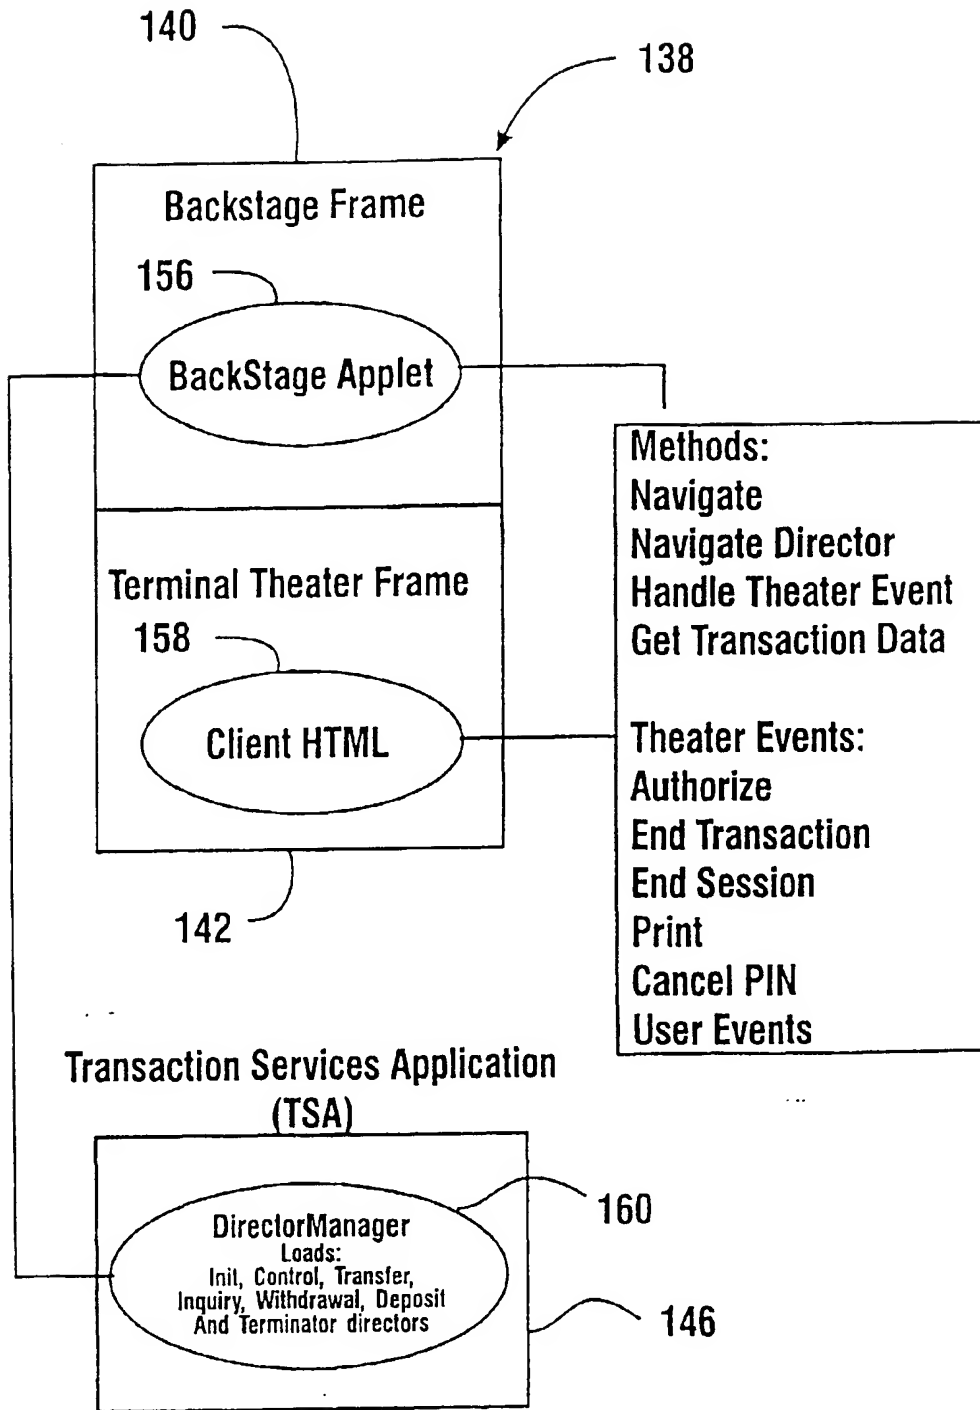 140
138
Backstage Frame
156
BackStage Applet
Methods:
Navigate
Navigate Director
Handle Theater Event
Get Transaction Data
Terminal Theater Frame
158
Client HTML
Theater Events:
Authorize
End Transaction
End Session
Print
Cancel PIN
User Events
142
Transaction Services Application
(TSA)
DirectorManager
Loads:
Init, Control, Transfer,
Inquiry, Withdrawal, Deposit
And Terminator directors
160
146